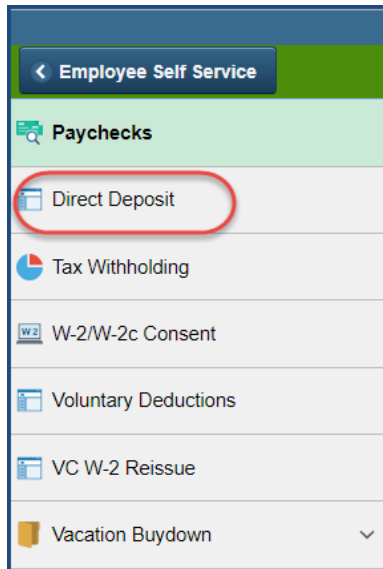 Employee Self Service
Paychecks
Direct Deposit
Tax Withholding
W2 W-2/W-2c Consent
Voluntary Deductions
VC W-2 Reissue
Vacation Buydown